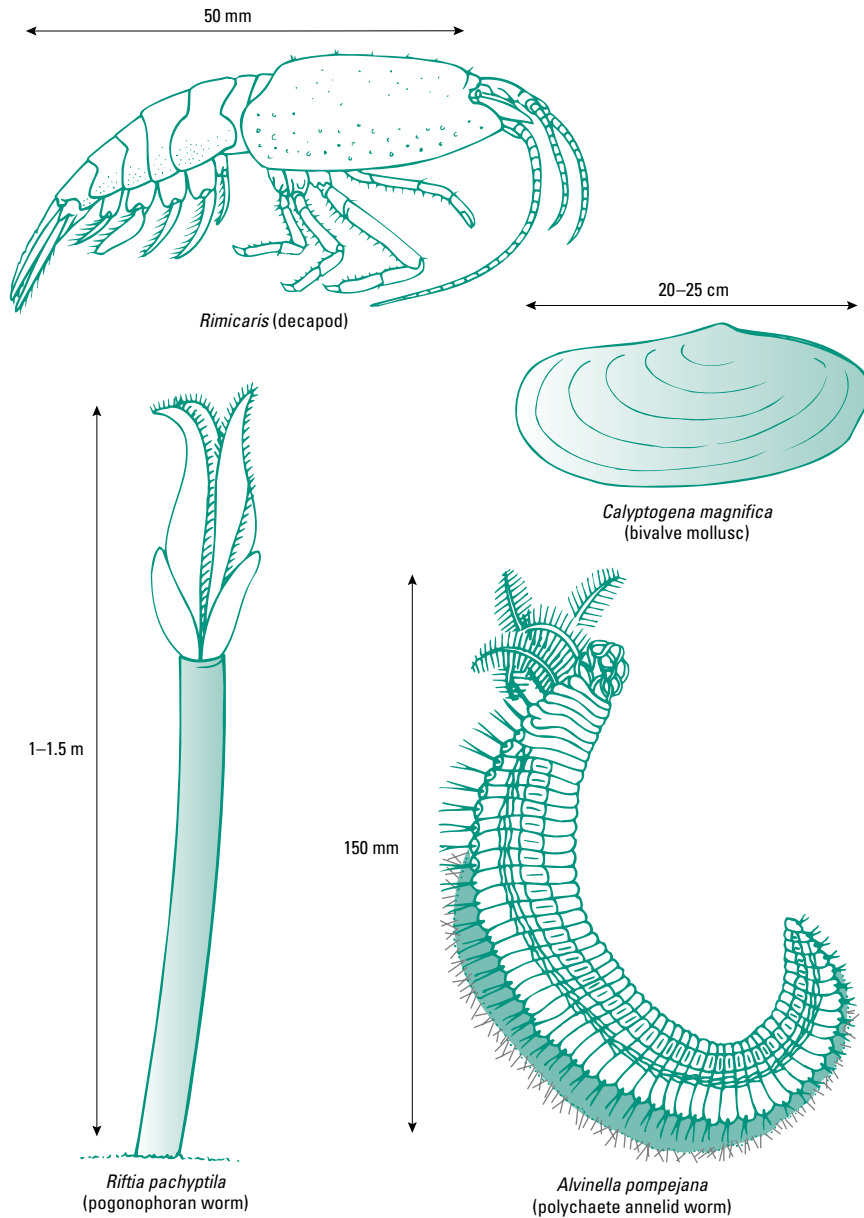 50 mm
Rimicaris (decapod)
20–25 cm
Calyptogena magnifica
(bivalve mollusc)
1–1.5 m
Riftia pachyptila
(pogonophoran worm)
150 mm
Alvinella pompejana
(polychaete annelid worm)